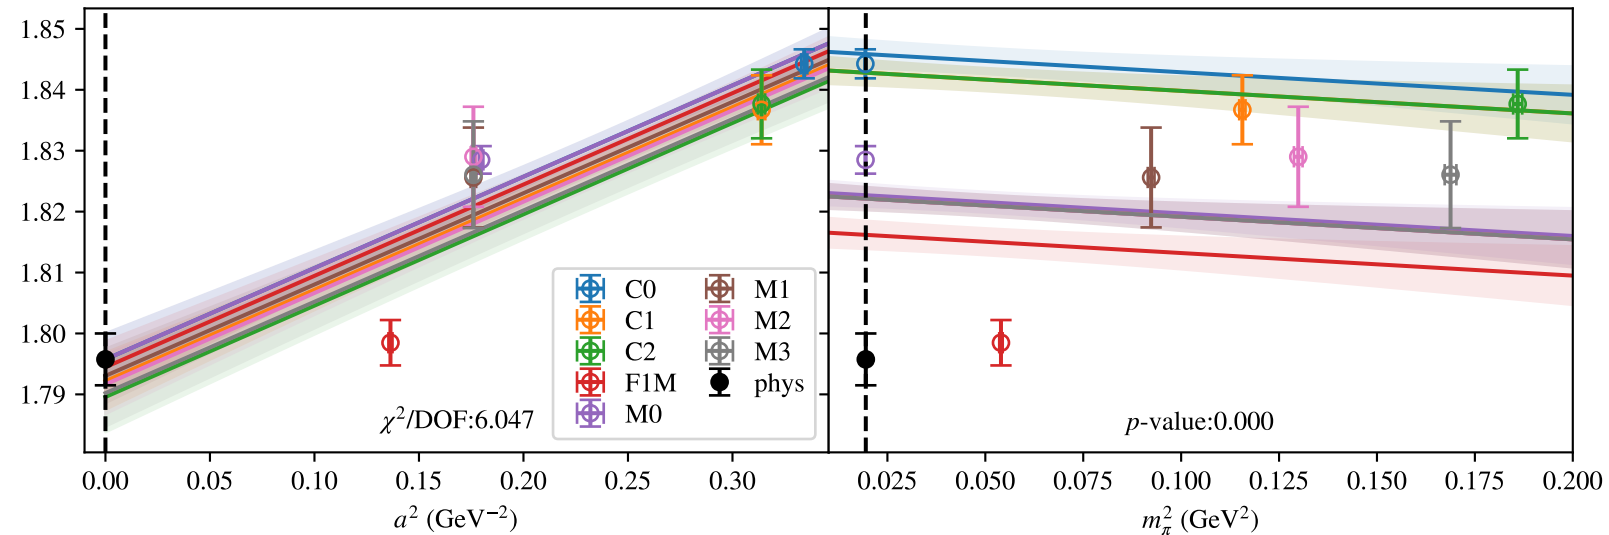 1.85
1.84
1.83
1.82
1.81
1.80
1.79
C0
C1
C2
F1M
M0
M1
M2
M3
phys
χ²/DOF:6.047
p-value:0.000
0.00 0.05 0.10 0.15 0.20 0.25 0.30
0.025 0.050 0.075 0.100 0.125 0.150 0.175 0.200
a² (GeV⁻²)
m²π (GeV²)